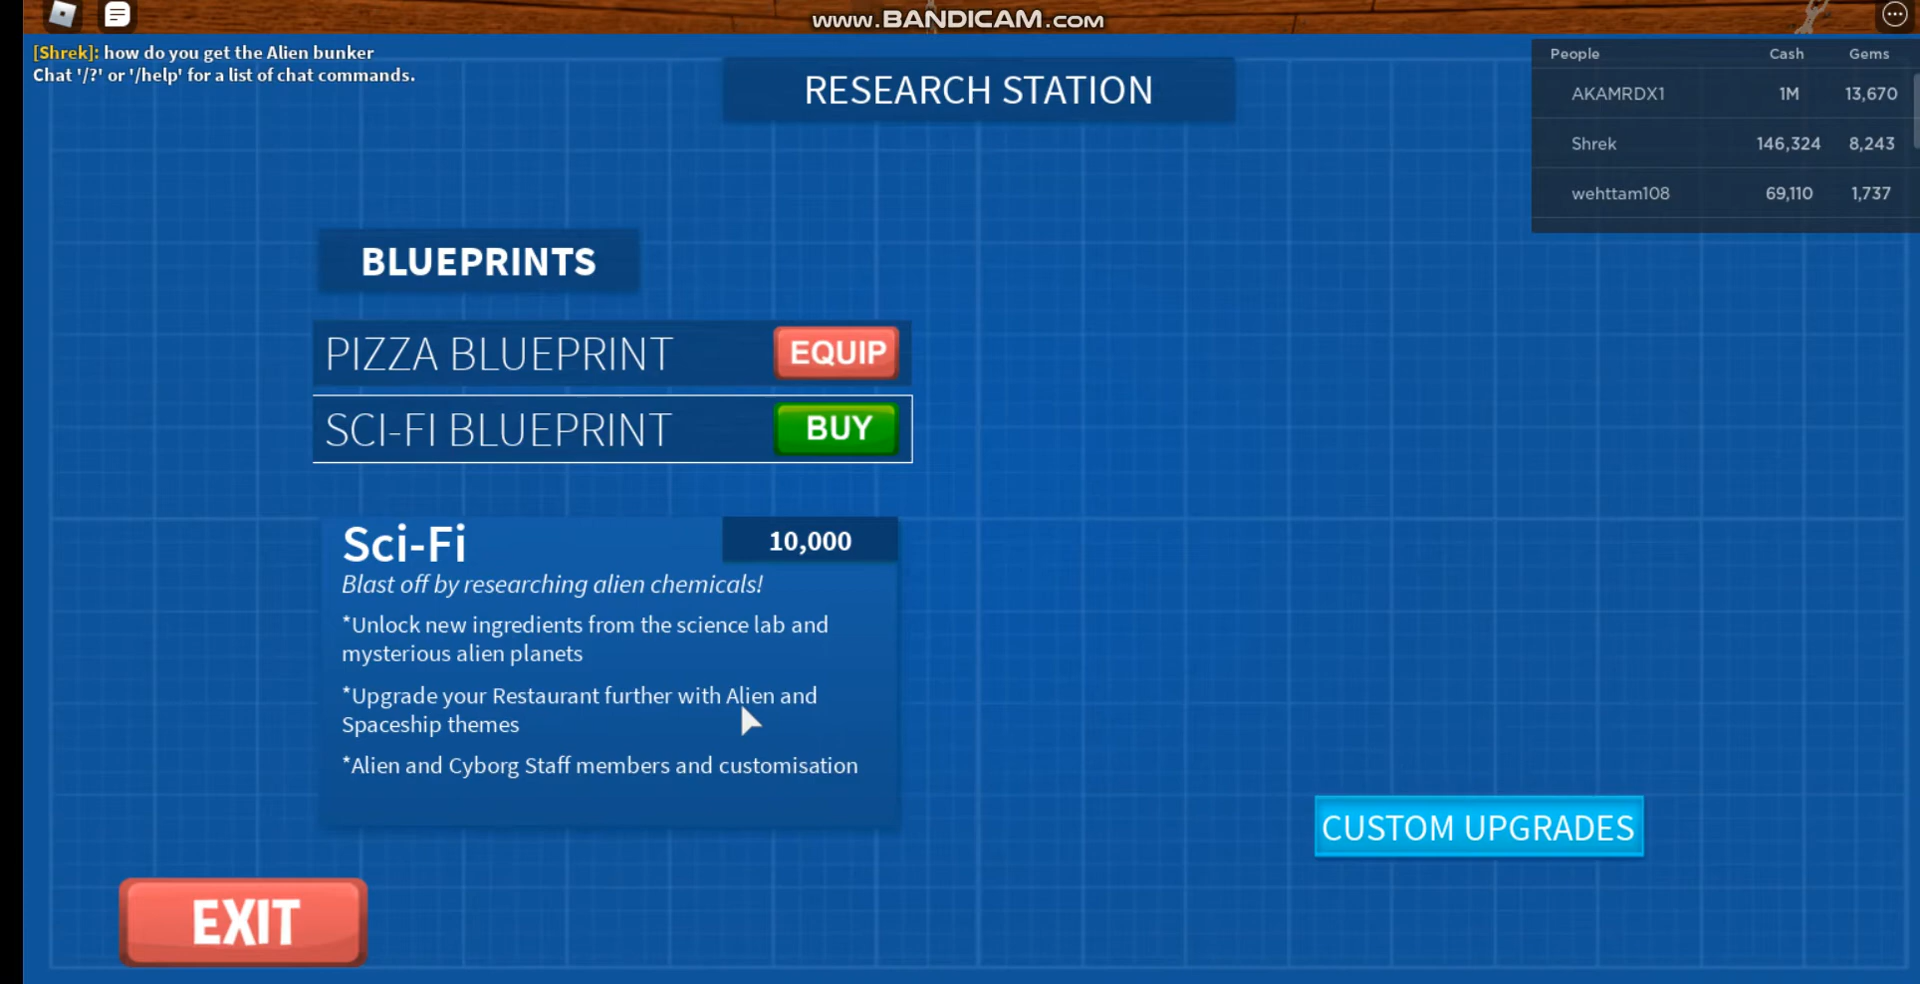 www.BANDICAM.com
[Shrek]: how do you get the Alien bunker
Chat '/?' or '/help' for a list of chat commands.
RESEARCH STATION
People Cash Gems
AKAMRDX1 1M 13,670
Shrek 146,324 8,243
wehttam108 69,110 1,737
BLUEPRINTS
PIZZA BLUEPRINT EQUIP
SCI-FI BLUEPRINT BUY
Sci-Fi 10,000
Blast off by researching alien chemicals!
*Unlock new ingredients from the science lab and
mysterious alien planets
*Upgrade your Restaurant further with Alien and
Spaceship themes
*Alien and Cyborg Staff members and customisation
CUSTOM UPGRADES
EXIT